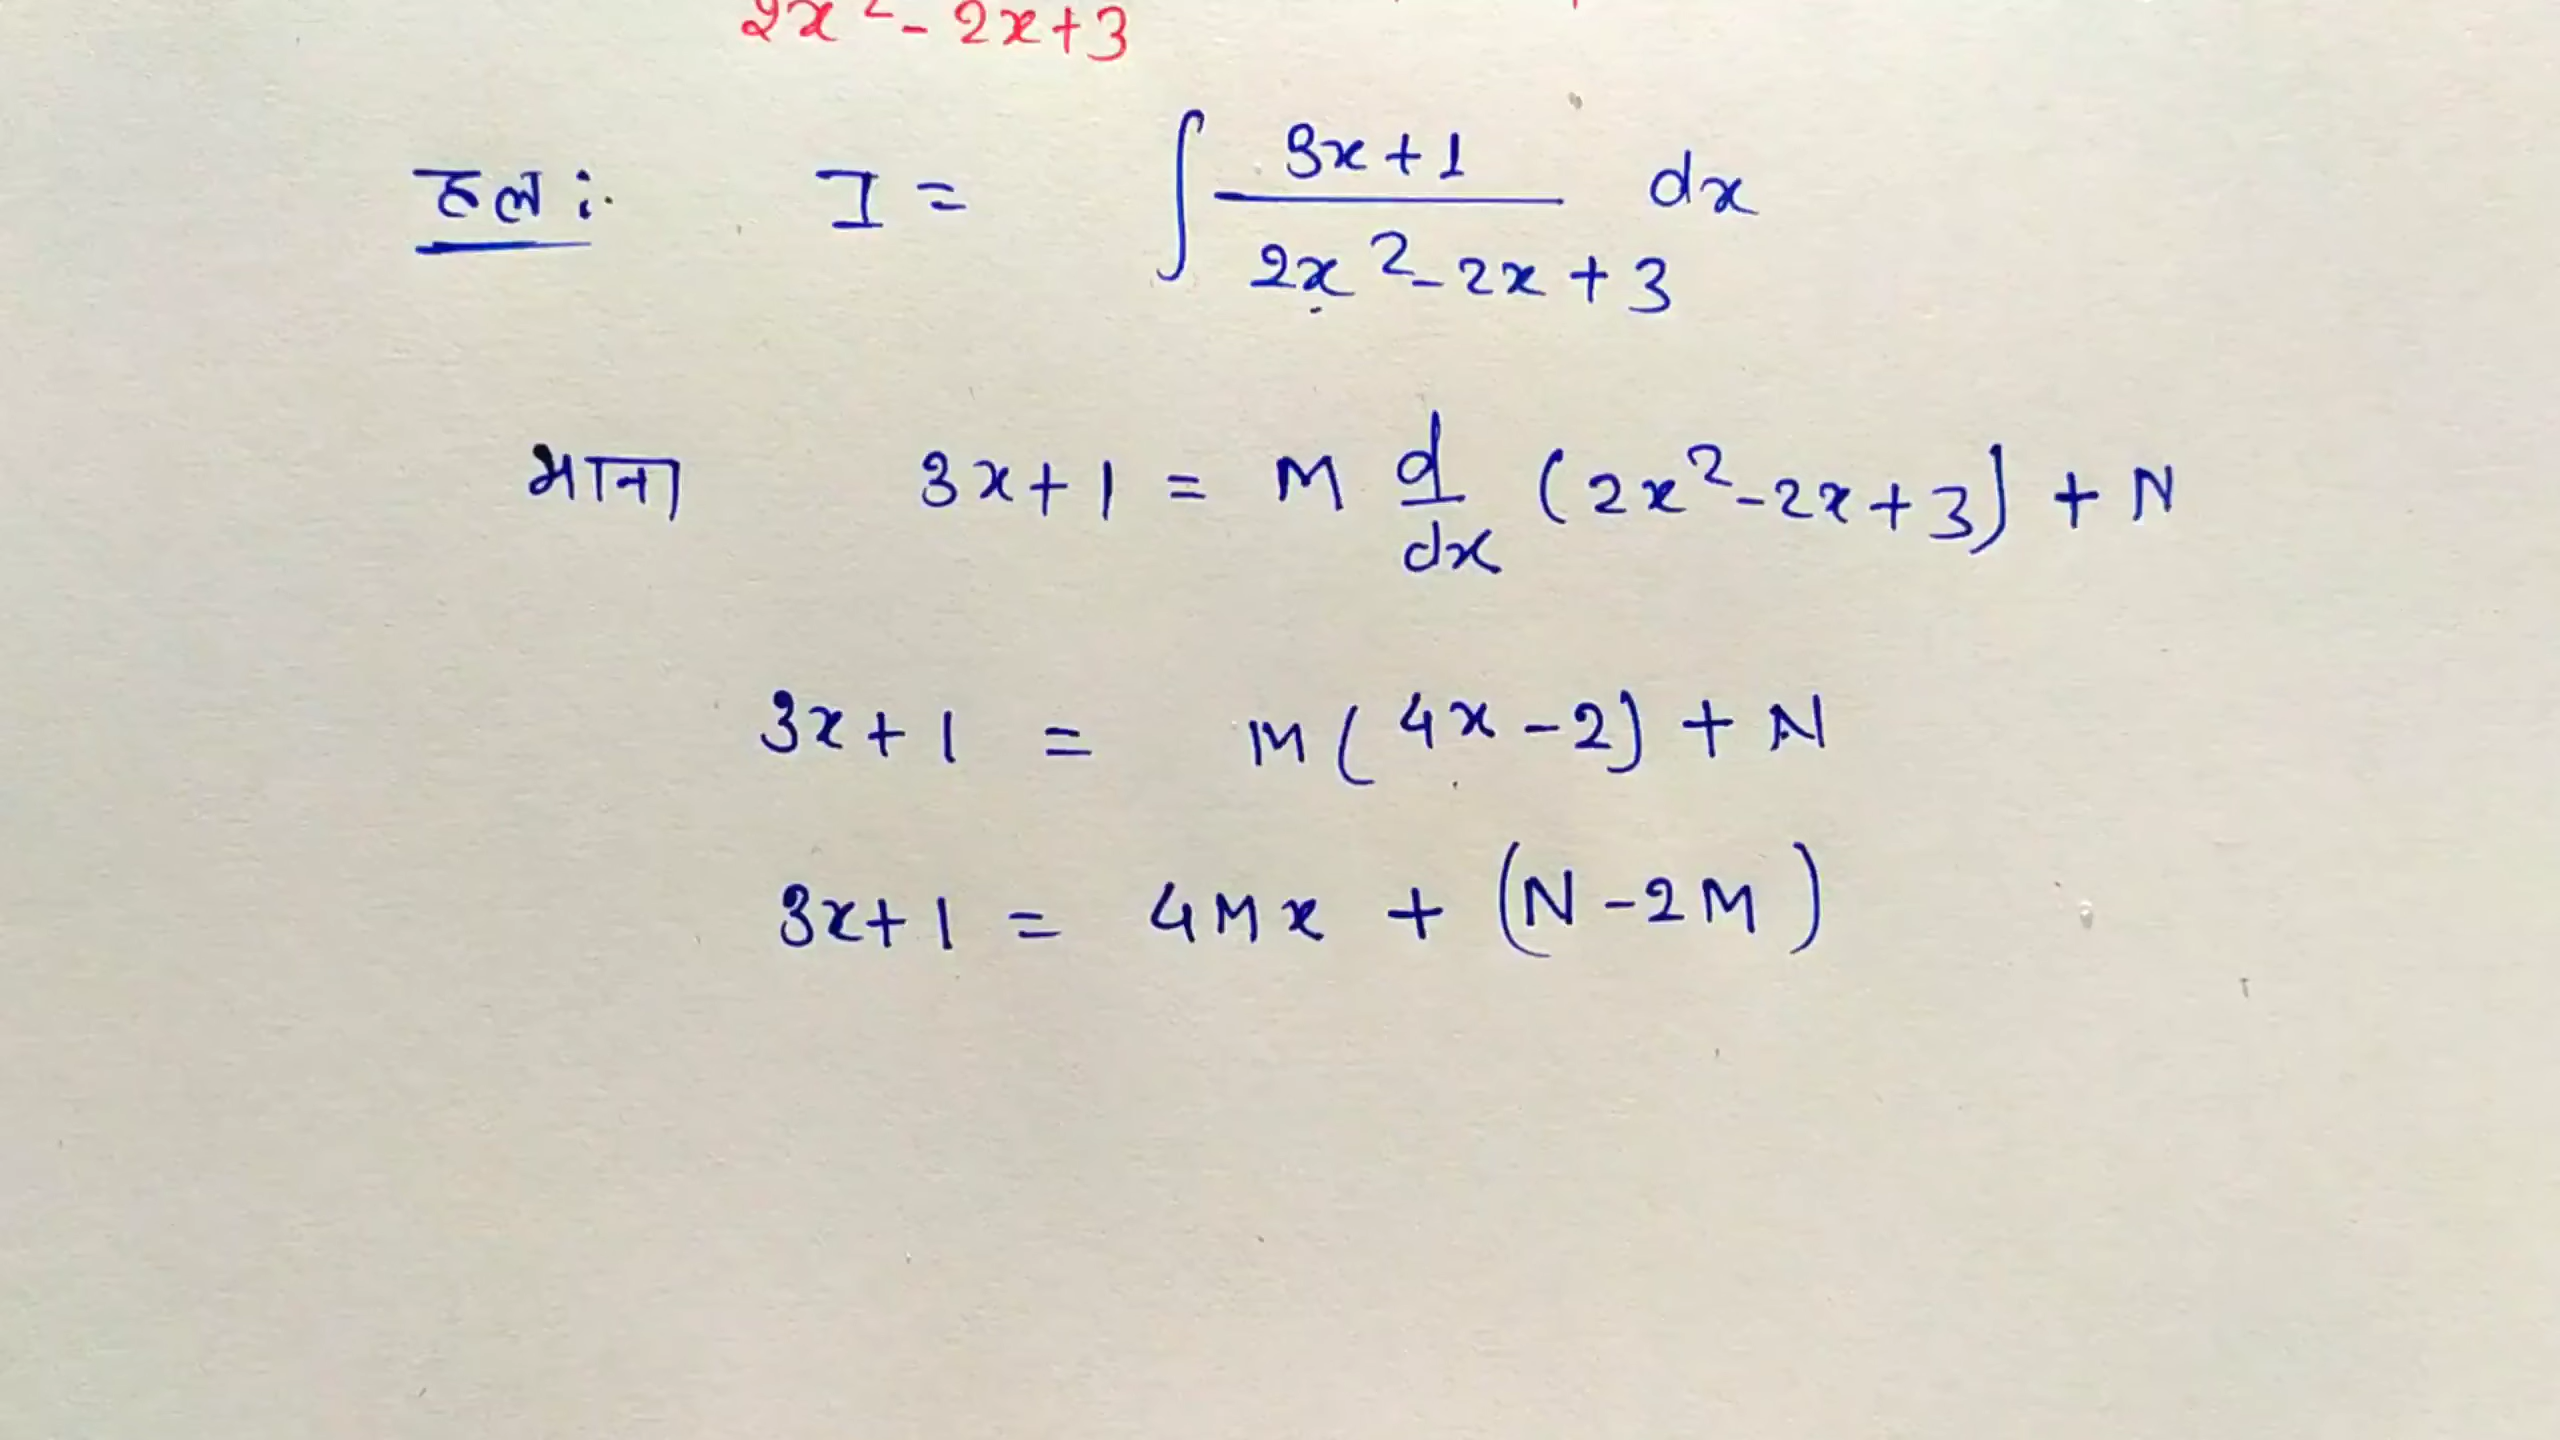 2x² - 2x + 3
हल :- I = ∫ (3x + 1)/(2x² - 2x + 3) dx
माना 3x + 1 = M d/dx (2x² - 2x + 3) + N
3x + 1 = M(4x - 2) + N
3x + 1 = 4Mx + (N - 2M)